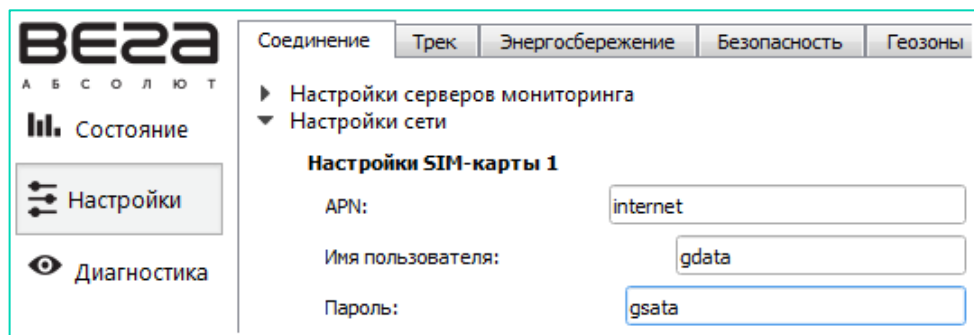 ВЕГА
АБСОЛЮТ
Состояние
Настройки
Диагностика
Соединение Трек Энергосбережение Безопасность Геозоны
Настройки серверов мониторинга
Настройки сети
Настройки SIM-карты 1
APN: internet
Имя пользователя: gdata
Пароль: gsata